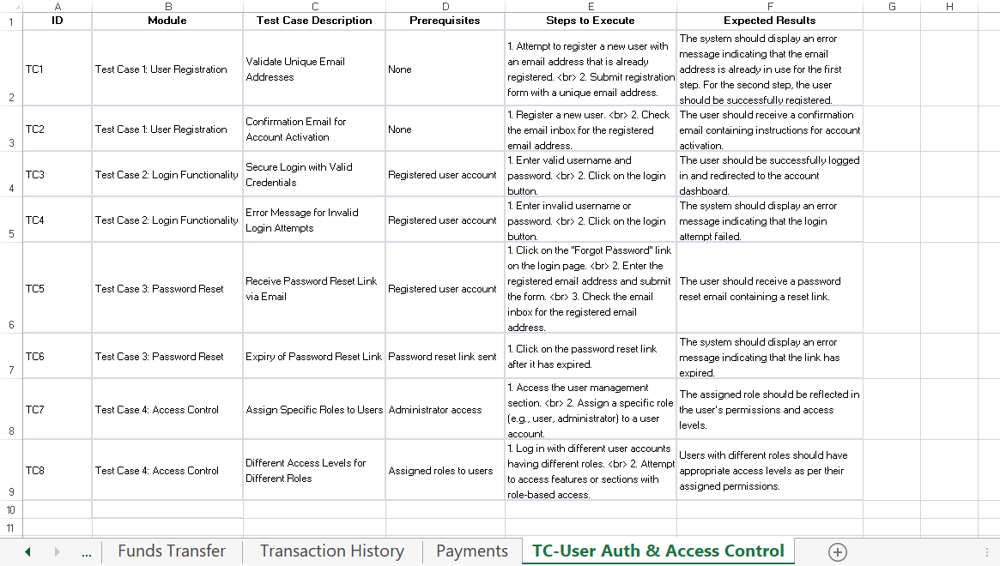 A B C D E F G H
1 ID Module Test Case Description Prerequisites Steps to Execute Expected Results
2 TC1
Test Case 1: User Registration
Validate Unique Email
Addresses
None
1. Attempt to register a new user with
an email address that is already
registered. <br> 2. Submit registration
form with a unique email address.
The system should display an error
message indicating that the email
address is already in use for the first
step. For the second step, the user
should be successfully registered.
3 TC2
Test Case 1: User Registration
Confirmation Email for
Account Activation
None
1. Register a new user. <br> 2. Check
the email inbox for the registered
email address.
The user should receive a confirmation
email containing instructions for account
activation.
4 TC3
Test Case 2: Login Functionality
Secure Login with Valid
Credentials
Registered user account
1. Enter valid username and
password. <br> 2. Click on the login
button.
The user should be successfully logged
in and redirected to the account
dashboard.
5 TC4
Test Case 2: Login Functionality
Error Message for Invalid
Login Attempts
Registered user account
1. Enter invalid username or
password. <br> 2. Click on the login
button.
The system should display an error
message indicating that the login
attempt failed.
6 TC5
Test Case 3: Password Reset
Receive Password Reset Link
via Email
Registered user account
1. Click on the "Forgot Password" link
on the login page. <br> 2. Enter the
registered email address and submit
the form. <br> 3. Check the email
inbox for the registered email
address.
The user should receive a password
reset email containing a reset link.
7 TC6
Test Case 3: Password Reset
Expiry of Password Reset Link
Password reset link sent
1. Click on the password reset link
after it has expired.
The system should display an error
message indicating that the link has
expired.
8 TC7
Test Case 4: Access Control
Assign Specific Roles to Users
Administrator access
1. Access the user management
section. <br> 2. Assign a specific role
(e.g., user, administrator) to a user
account.
The assigned role should be reflected in
the user's permissions and access
levels.
9 TC8
Test Case 4: Access Control
Different Access Levels for
Different Roles
Assigned roles to users
1. Log in with different user accounts
having different roles. <br> 2. Attempt
to access features or sections with
role-based access.
Users with different roles should have
appropriate access levels as per their
assigned permissions.
10
11
... Funds Transfer Transaction History Payments TC-User Auth & Access Control